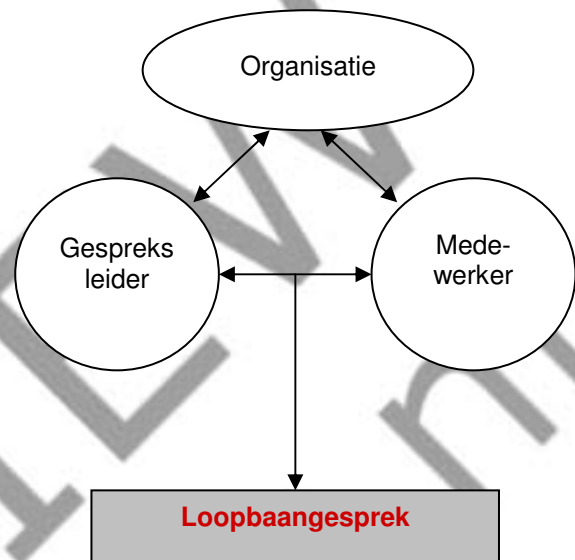 Organisatie
Gespreks
leider
Mede-
werker
Loopbaangesprek